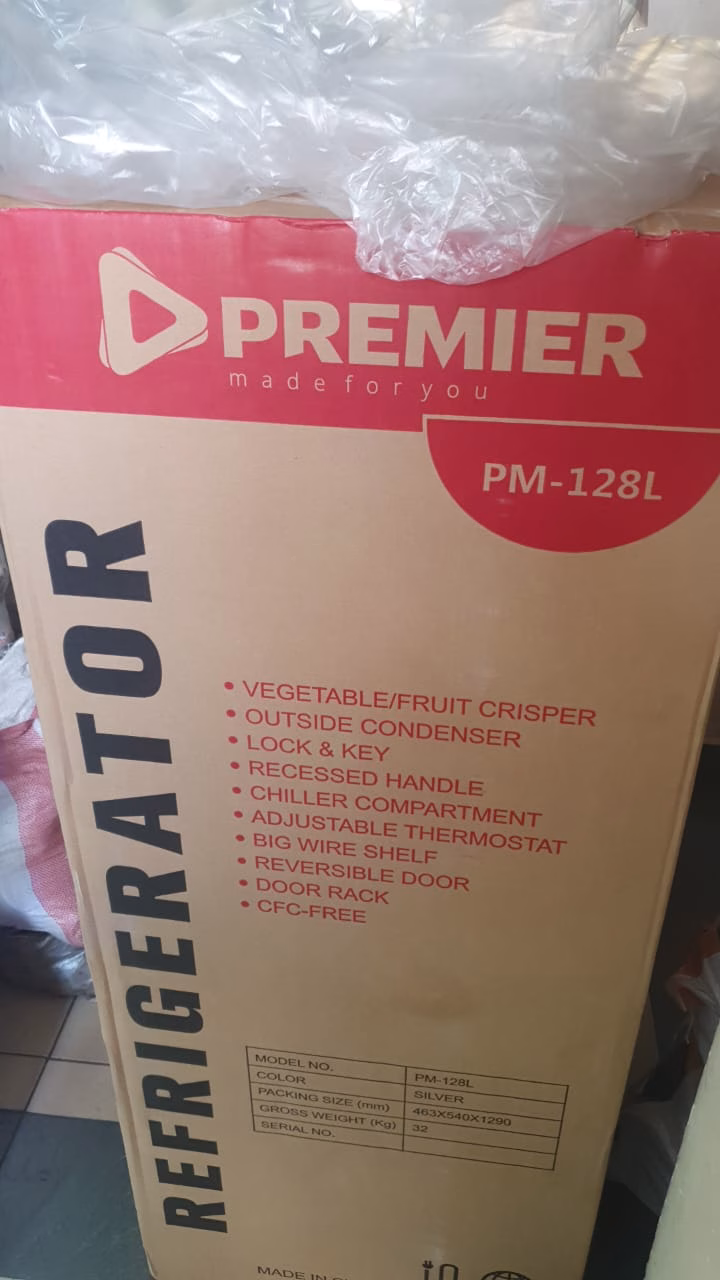 PREMIER
made for you
PM-128L
REFRIGERATOR
• VEGETABLE/FRUIT CRISPER
• OUTSIDE CONDENSER
• LOCK & KEY
• RECESSED HANDLE
• CHILLER COMPARTMENT
• ADJUSTABLE THERMOSTAT
• BIG WIRE SHELF
• REVERSIBLE DOOR
• DOOR RACK
• CFC-FREE
MODEL NO. PM-128L
COLOR SILVER
PACKING SIZE (mm) 463X540X1290
GROSS WEIGHT (Kg) 32
SERIAL NO.
MADE IN